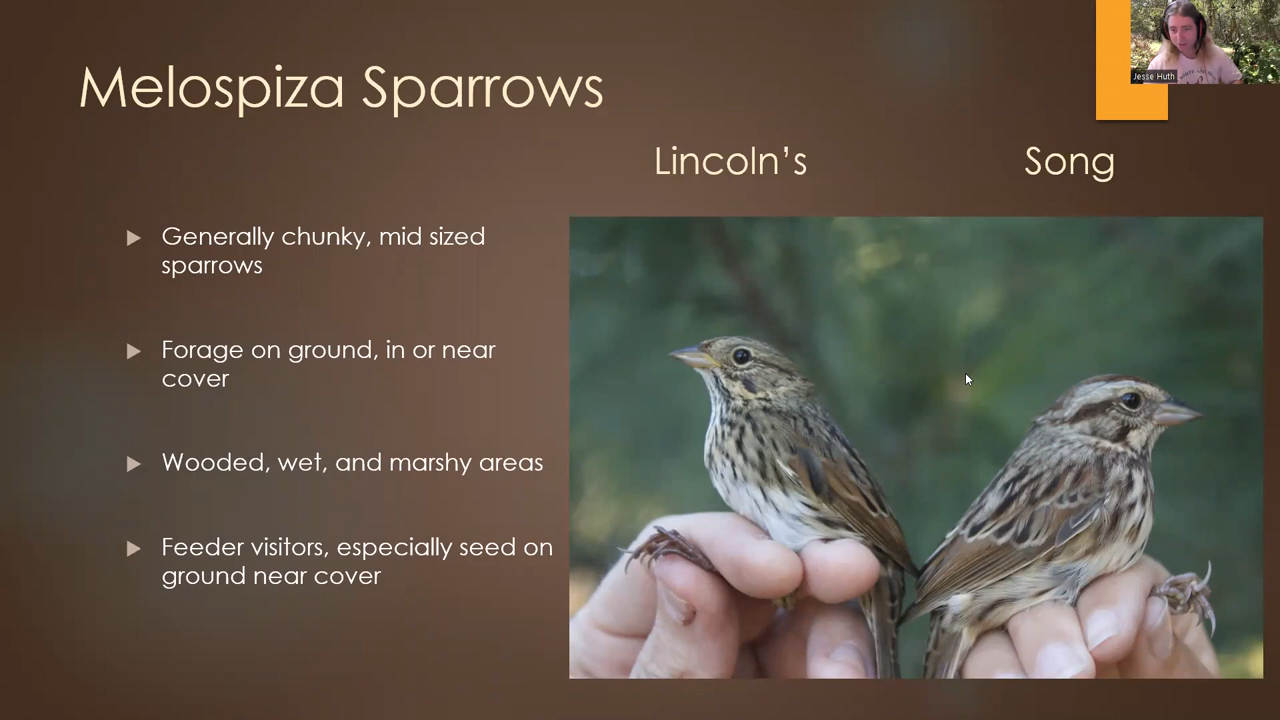 Melospiza Sparrows
Jesse Huth
Lincoln's
Song
Generally chunky, mid sized
sparrows
Forage on ground, in or near
cover
Wooded, wet, and marshy areas
Feeder visitors, especially seed on
ground near cover